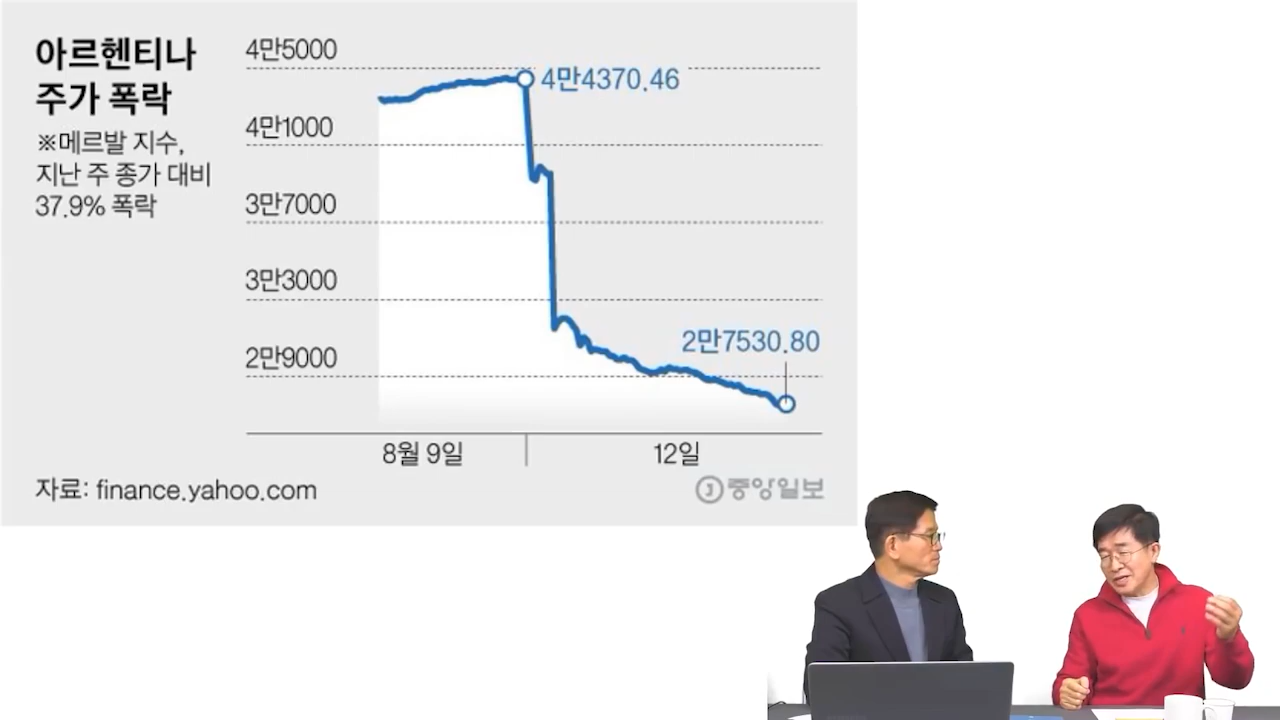 아르헨티나
주가 폭락
※메르발 지수,
지난 주 종가 대비
37.9% 폭락
4만5000
4만4370.46
4만1000
3만7000
3만3000
2만9000
2만7530.80
8월 9일
12일
자료: finance.yahoo.com
J 중앙일보